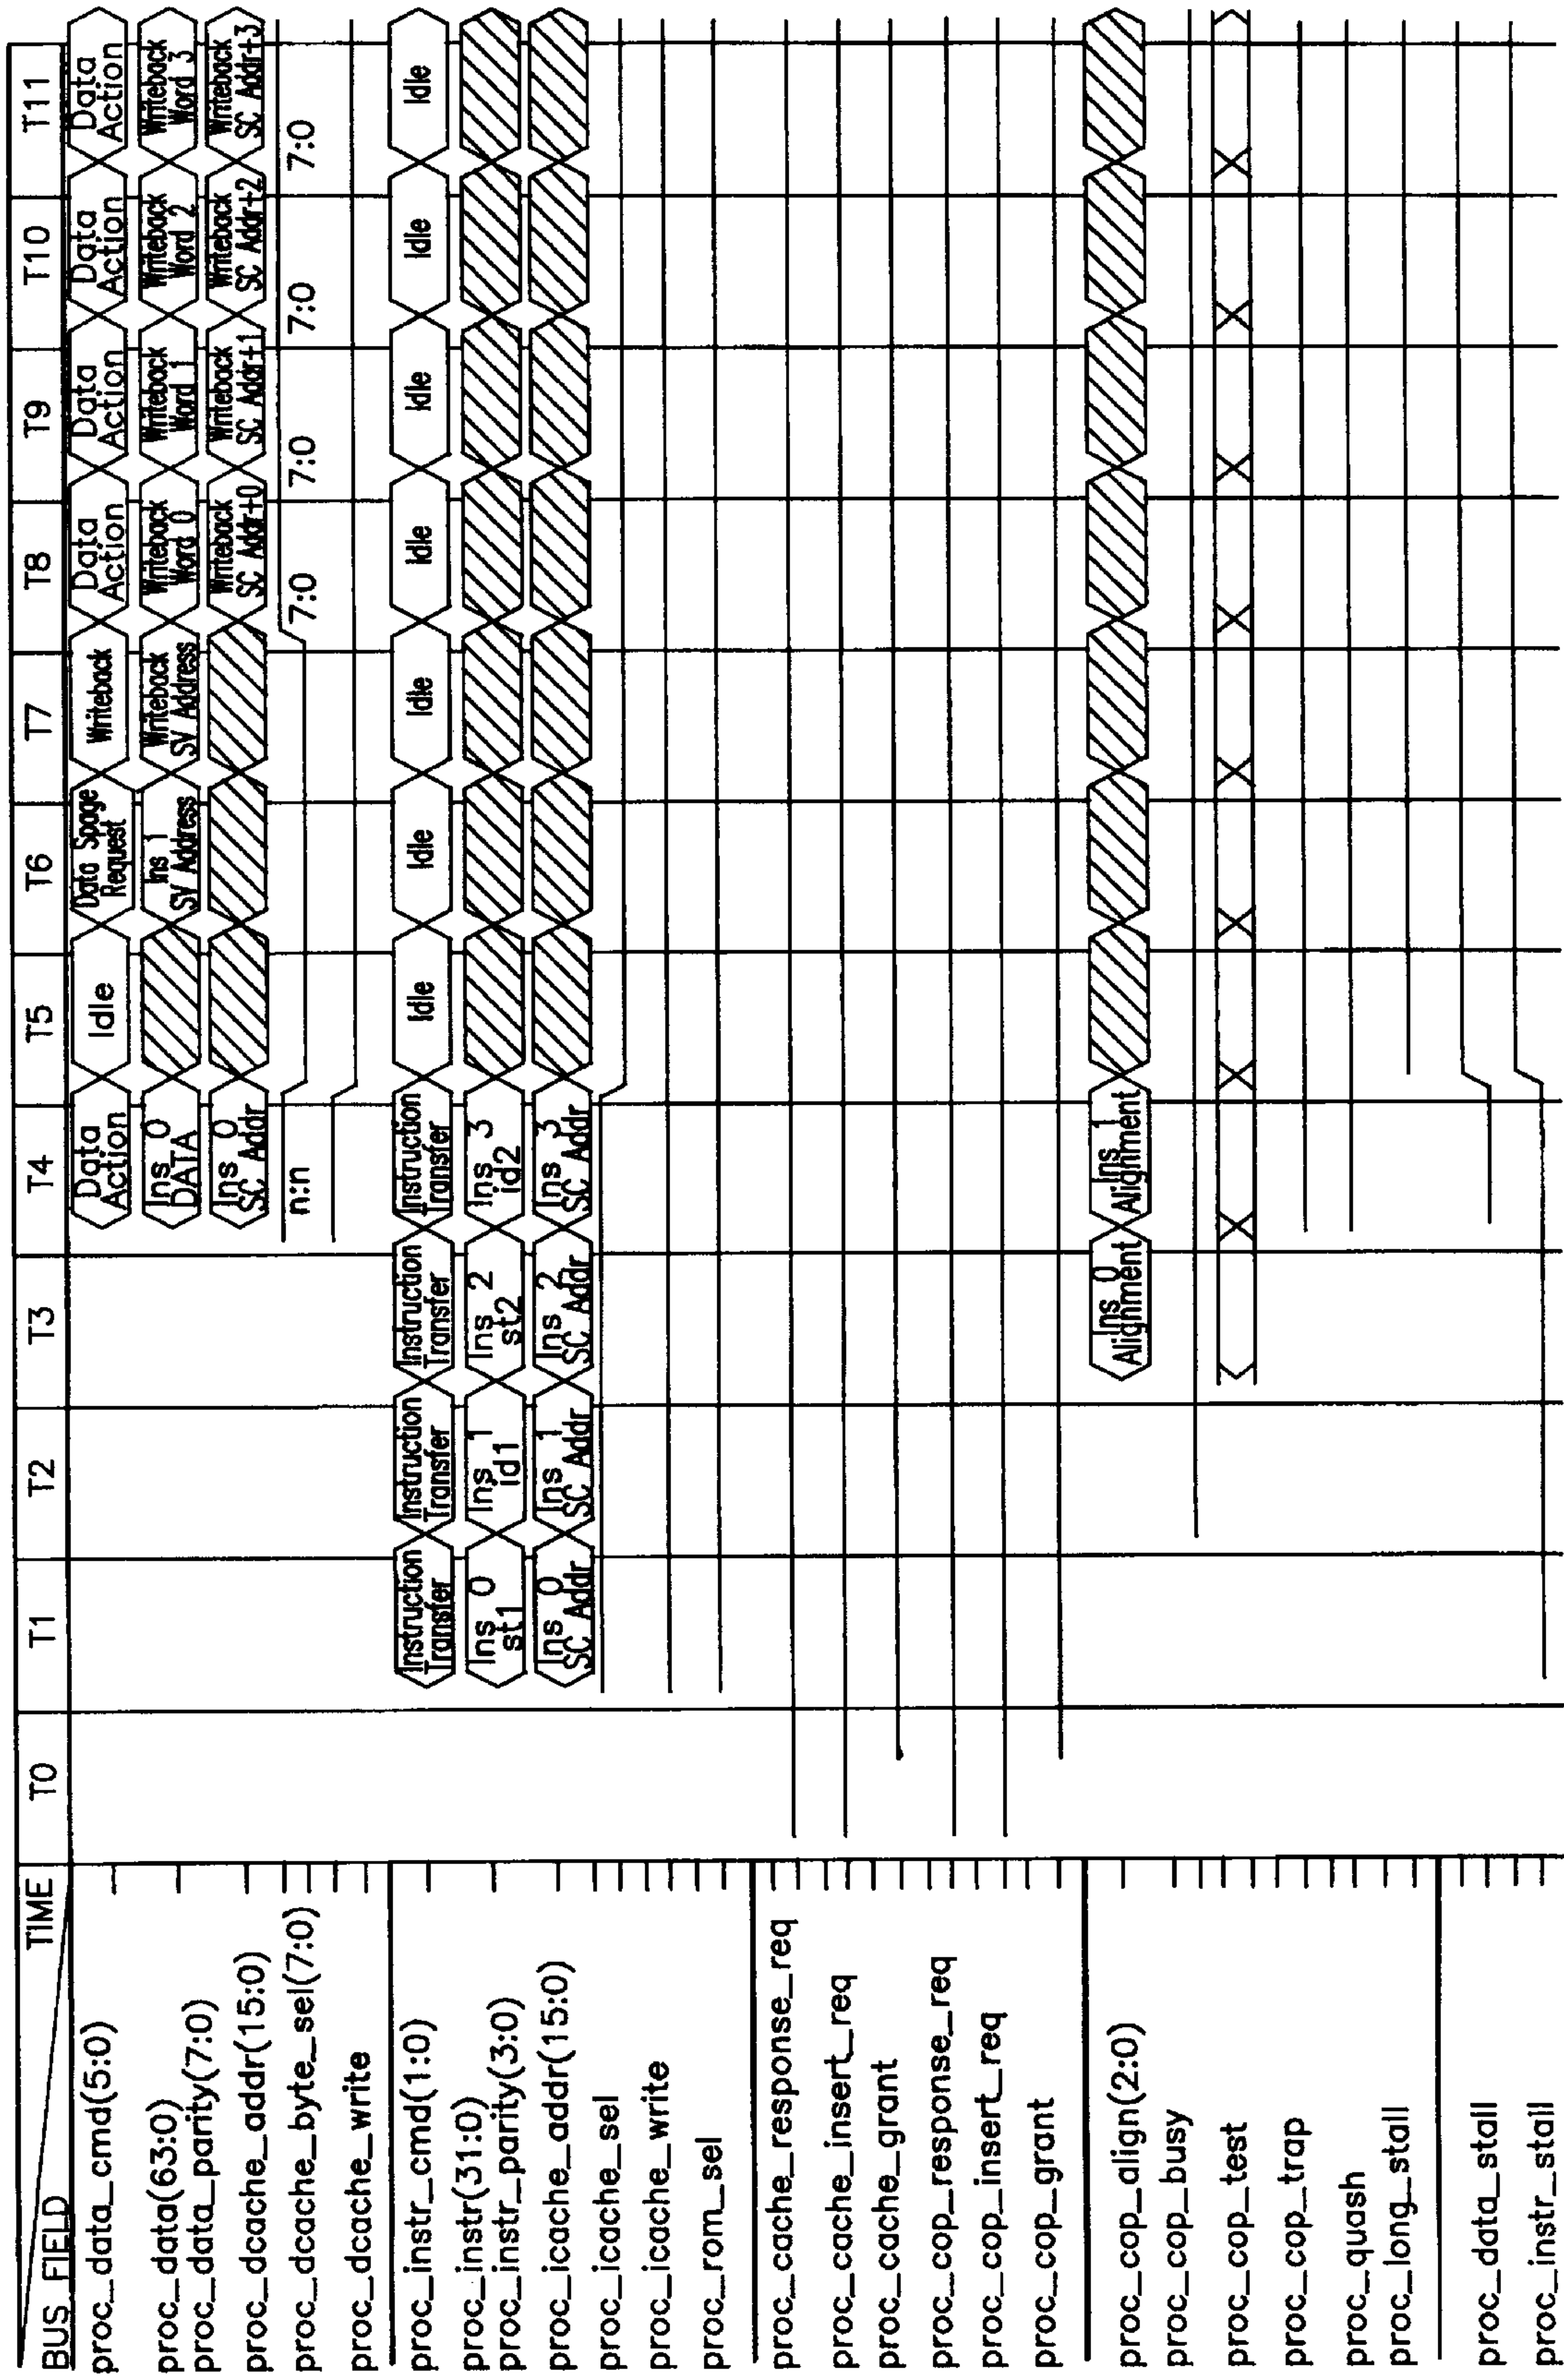 BUS FIELD TIME T0 T1 T2 T3 T4 T5 T6 T7 T8 T9 T10 T11
proc_data_cmd(5:0)
Data Action
Idle
Data Spage Request
Writeback
Data Action
Data Action
Data Action
Data Action
proc_data(63:0)
proc_data_parity(7:0)
Ins 0 DATA
Ins 1 SV Address
Writeback SV Address
Writeback Word 0
Writeback Word 1
Writeback Word 2
Writeback Word 3
proc_dcache_addr(15:0)
Ins 0 SC Addr
Writeback SC Addr+0
Writeback SC Addr+1
Writeback SC Addr+2
Writeback SC Addr+3
proc_dcache_byte_sel(7:0)
n:n
7:0
7:0
7:0
7:0
proc_dcache_write
proc_instr_cmd(1:0)
Instruction Transfer
Instruction Transfer
Instruction Transfer
Instruction Transfer
Idle
Idle
Idle
Idle
Idle
Idle
Idle
proc_instr(31:0)
proc_instr_parity(3:0)
Ins 0 st1
Ins 1 id1
Ins 2 st2
Ins 3 id2
proc_icache_addr(15:0)
Ins 0 SC Addr
Ins 1 SC Addr
Ins 2 SC Addr
Ins 3 SC Addr
proc_icache_sel
proc_icache_write
proc_rom_sel
proc_cache_response_req
proc_cache_insert_req
proc_cache_grant
proc_cop_response_req
proc_cop_insert_req
proc_cop_grant
proc_cop_align(2:0)
Ins 0 Alignment
Ins 1 Alignment
proc_cop_busy
proc_cop_test
proc_cop_trap
proc_quash
proc_long_stall
proc_data_stall
proc_instr_stall